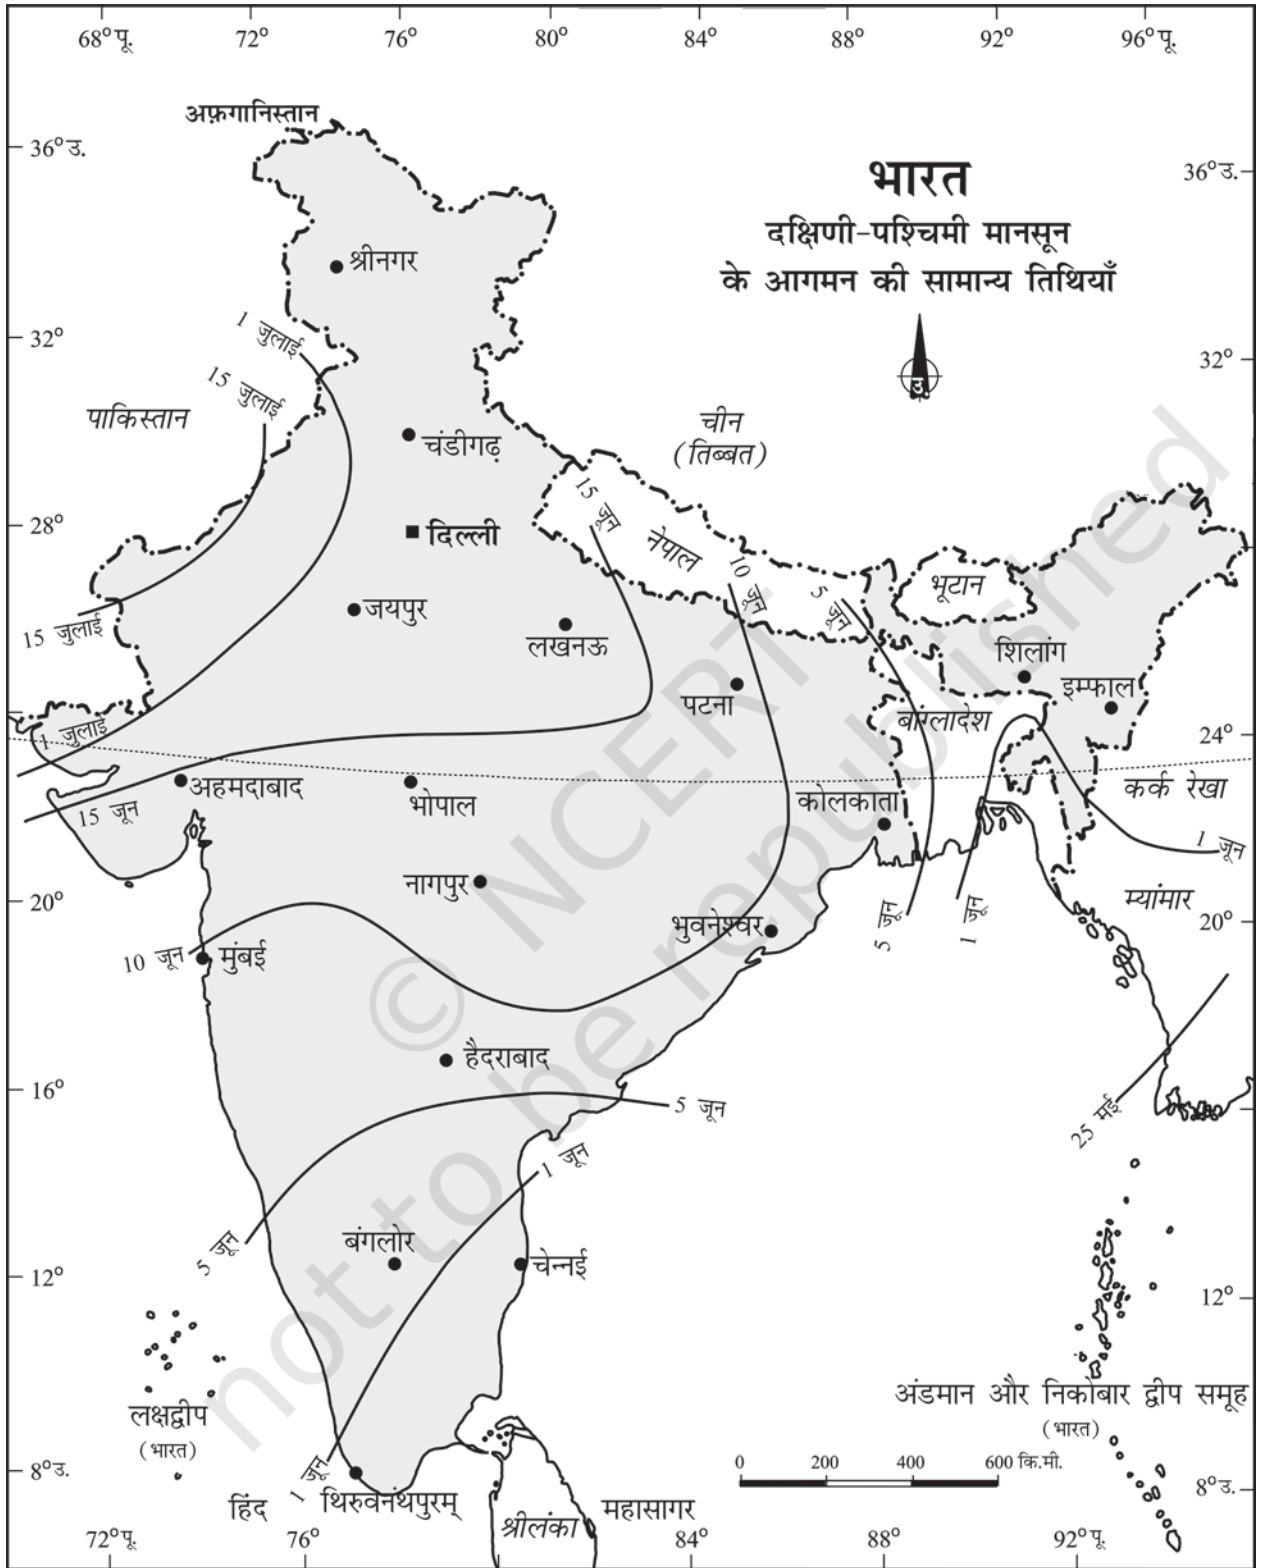 68°पू.
72°
76°
80°
84°
88°
92°
96°पू.
अफ़गानिस्तान
36°उ.
36°उ.
भारत
दक्षिणी-पश्चिमी मानसून
के आगमन की सामान्य तिथियाँ
श्रीनगर
32°
32°
1 जुलाई
15 जुलाई
उ
पाकिस्तान
चीन
(तिब्बत)
चंडीगढ़
28°
दिल्ली
15 जून
नेपाल
10 जून
5 जून
भूटान
जयपुर
लखनऊ
15 जुलाई
शिलांग
इम्फाल
पटना
बांग्लादेश
1 जुलाई
24°
अहमदाबाद
भोपाल
कोलकाता
कर्क रेखा
15 जून
1 जून
नागपुर
म्यांमार
20°
20°
भुवनेश्वर
5 जून
1 जून
10 जून
मुंबई
हैदराबाद
16°
5 जून
25 मई
1 जून
बंगलोर
5 जून
चेन्नई
12°
12°
लक्षद्वीप
(भारत)
अंडमान और निकोबार द्वीप समूह
(भारत)
8°उ.
0 200 400 600 कि.मी.
8°उ.
1 जून
थिरुवनंथपुरम्
हिंद
महासागर
श्रीलंका
72°पू.
76°
84°
88°
92°पू.
© NCERT
not to be republished